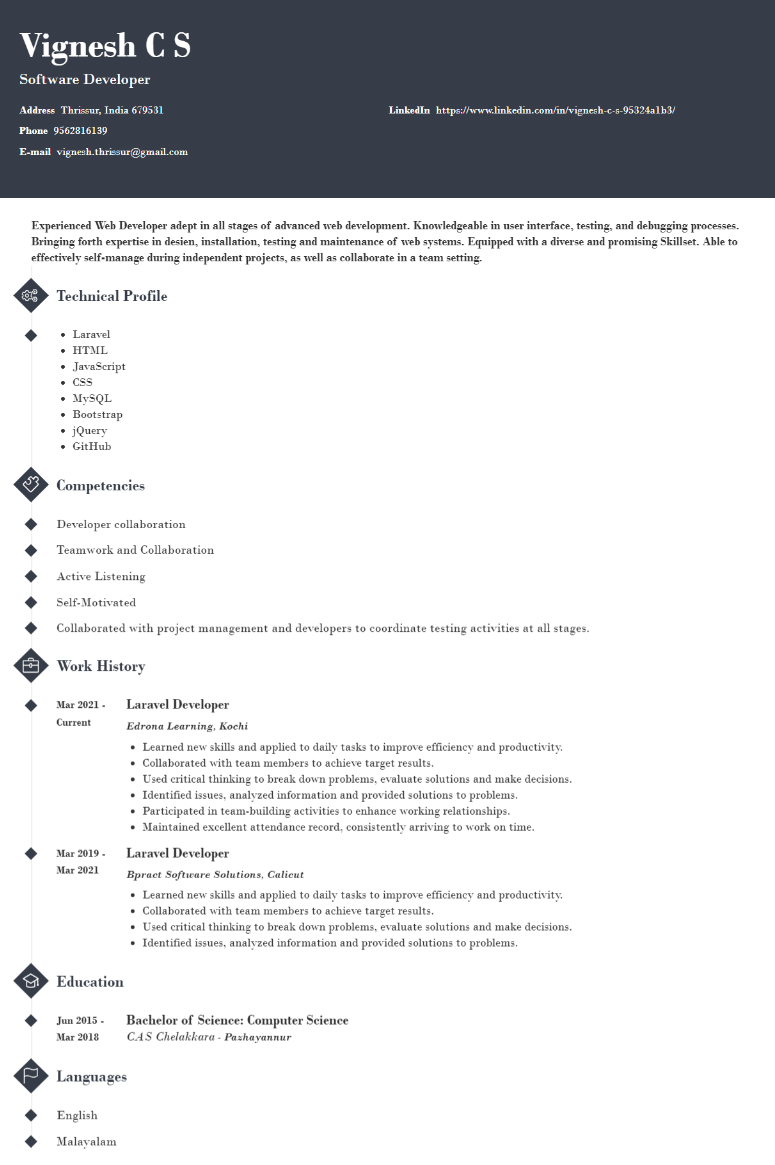 Vignesh C S
Software Developer
Address Thrissur, India 679531
LinkedIn https://www.linkedin.com/in/vignesh-c-s-95324a1b3/
Phone 9562816139
E-mail vignesh.thrissur@gmail.com
Experienced Web Developer adept in all stages of advanced web development. Knowledgeable in user interface, testing, and debugging processes.
Bringing forth expertise in desien, installation, testing and maintenance of web systems. Equipped with a diverse and promising Skillset. Able to
effectively self-manage during independent projects, as well as collaborate in a team setting.
Technical Profile
• Laravel
• HTML
• JavaScript
• CSS
• MySQL
• Bootstrap
• jQuery
• GitHub
Competencies
Developer collaboration
Teamwork and Collaboration
Active Listening
Self-Motivated
Collaborated with project management and developers to coordinate testing activities at all stages.
Work History
Mar 2021 -
Current
Laravel Developer
Edrona Learning, Kochi
• Learned new skills and applied to daily tasks to improve efficiency and productivity.
• Collaborated with team members to achieve target results.
• Used critical thinking to break down problems, evaluate solutions and make decisions.
• Identified issues, analyzed information and provided solutions to problems.
• Participated in team-building activities to enhance working relationships.
• Maintained excellent attendance record, consistently arriving to work on time.
Mar 2019 -
Mar 2021
Laravel Developer
Bpract Software Solutions, Calicut
• Learned new skills and applied to daily tasks to improve efficiency and productivity.
• Collaborated with team members to achieve target results.
• Used critical thinking to break down problems, evaluate solutions and make decisions.
• Identified issues, analyzed information and provided solutions to problems.
Education
Jun 2015 -
Mar 2018
Bachelor of Science: Computer Science
CAS Chelakkara - Pazhayannur
Languages
English
Malayalam